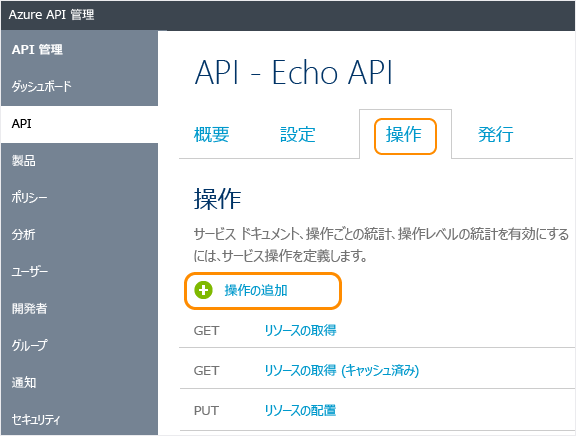 Azure API 管理
API 管理
ダッシュボード
API
製品
ポリシー
分析
ユーザー
開発者
グループ
通知
セキュリティ
API - Echo API
概要 設定 操作 発行
操作
サービス ドキュメント、操作ごとの統計、操作レベルの統計を有効にする
には、サービス操作を定義します。
操作の追加
GET リソースの取得
GET リソースの取得 (キャッシュ済み)
PUT リソースの配置